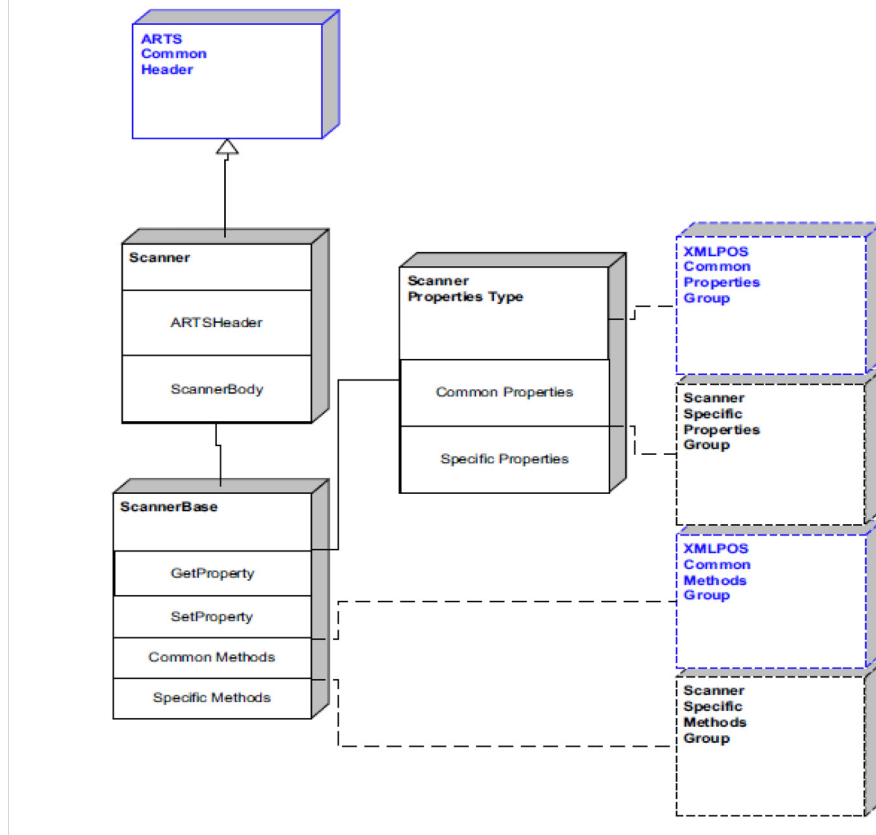 ARTS
Common
Header
Scanner
ARTSHeader
ScannerBody
Scanner
Properties Type
Common Properties
Specific Properties
XMLPOS
Common
Properties
Group
Scanner
Specific
Properties
Group
ScannerBase
GetProperty
SetProperty
Common Methods
Specific Methods
XMLPOS
Common
Methods
Group
Scanner
Specific
Methods
Group